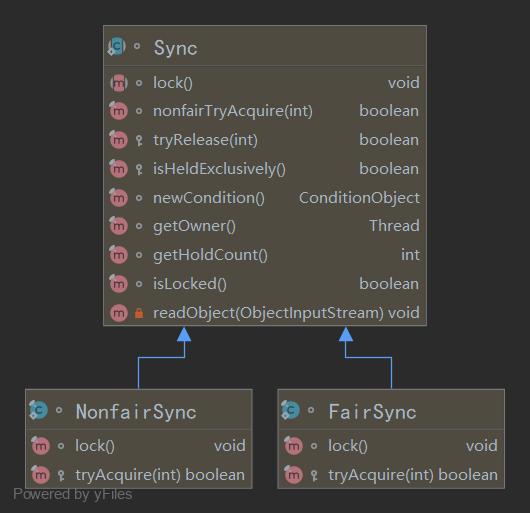 Sync
lock() void
nonfairTryAcquire(int) boolean
tryRelease(int) boolean
isHeldExclusively() boolean
newCondition() ConditionObject
getOwner() Thread
getHoldCount() int
isLocked() boolean
readObject(ObjectInputStream) void
NonfairSync
lock() void
tryAcquire(int) boolean
FairSync
lock() void
tryAcquire(int) boolean
Powered by yFiles